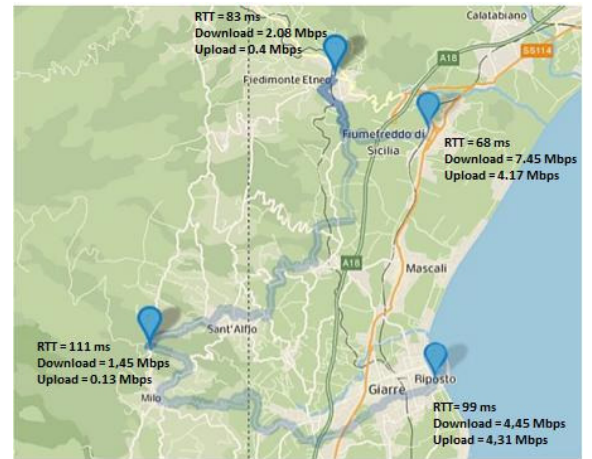 RTT = 83 ms
Download = 2.08 Mbps
Upload = 0.4 Mbps
Calatabiano
SS114
A18
Piedimonte Etneo
Fiumefreddo di
Sicilia
RTT = 68 ms
Download = 7.45 Mbps
Upload = 4.17 Mbps
A18
Mascali
Sant'Alfio
RTT = 111 ms
Download = 1,45 Mbps
Upload = 0.13 Mbps
Milo
Riposto
Giarre
RTT= 99 ms
Download = 4,45 Mbps
Upload = 4,31 Mbps